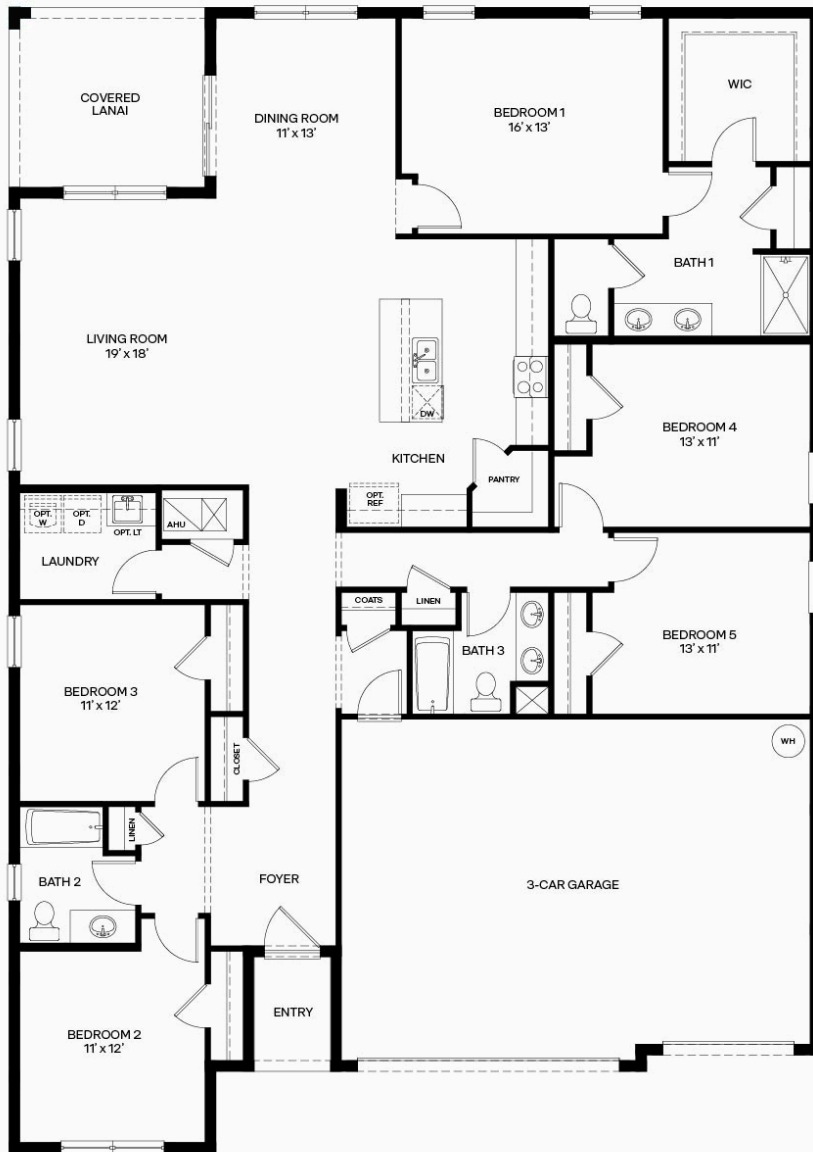 COVERED
LANAI
DINING ROOM
11' x 13'
BEDROOM 1
16' x 13'
WIC
BATH 1
LIVING ROOM
19' x 18'
DW
KITCHEN
PANTRY
OPT.
REF
BEDROOM 4
13' x 11'
OPT.
W
OPT.
D
OPT. LT
AHU
LAUNDRY
COATS
LINEN
BATH 3
BEDROOM 5
13' x 11'
BEDROOM 3
11' x 12'
CLOSET
WH
LINEN
BATH 2
FOYER
3-CAR GARAGE
ENTRY
BEDROOM 2
11' x 12'